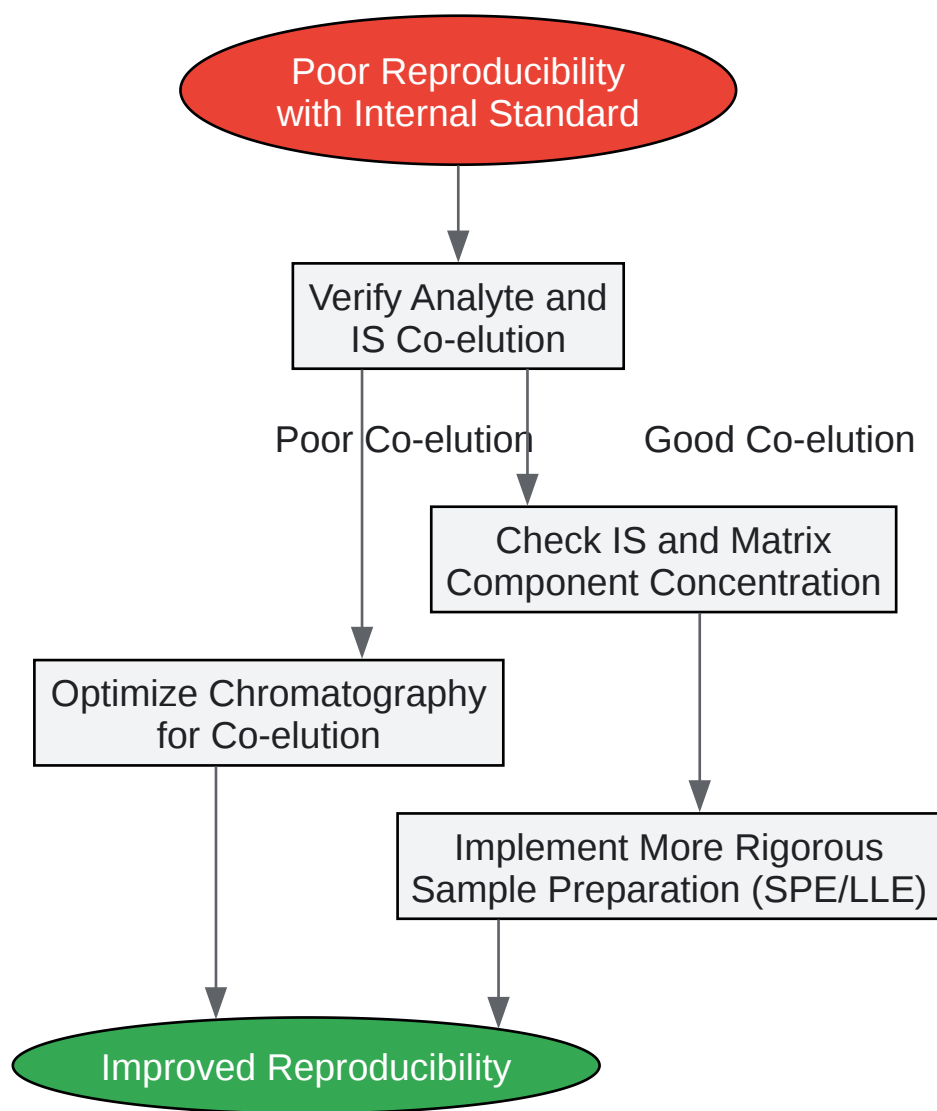 Poor Reproducibility
with Internal Standard
Verify Analyte and
IS Co-elution
Poor Co-elution
Good Co-elution
Check IS and Matrix
Component Concentration
Optimize Chromatography
for Co-elution
Implement More Rigorous
Sample Preparation (SPE/LLE)
Improved Reproducibility